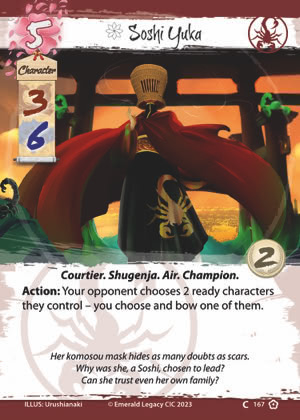 5
Soshi Yuka
Character
3
6
2
Courtier. Shugenja. Air. Champion.
Action: Your opponent chooses 2 ready characters
they control – you choose and bow one of them.
Her komosou mask hides as many doubts as scars.
Why was she, a Soshi, chosen to lead?
Can she trust even her own family?
ILLUS: Urushianaki © Emerald Legacy CIC 2023 C 167